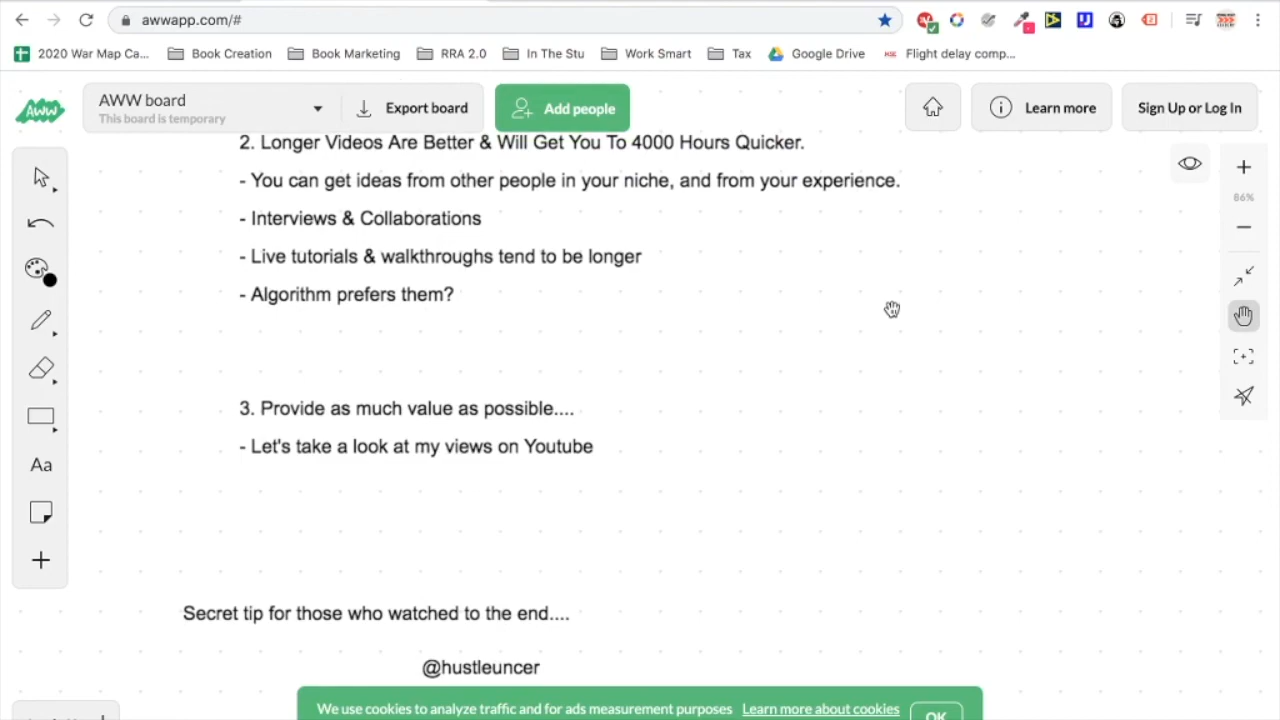 awwapp.com/#
2020 War Map Ca...
Book Creation
Book Marketing
RRA 2.0
In The Stu
Work Smart
Tax
Google Drive
Flight delay comp...
AWW
AWW board
This board is temporary
Export board
Add people
Learn more
Sign Up or Log In
2. Longer Videos Are Better & Will Get You To 4000 Hours Quicker.
- You can get ideas from other people in your niche, and from your experience.
- Interviews & Collaborations
- Live tutorials & walkthroughs tend to be longer
- Algorithm prefers them?
86%
3. Provide as much value as possible....
- Let's take a look at my views on Youtube
Aa
Secret tip for those who watched to the end....
@hustleuncer
We use cookies to analyze traffic and for ads measurement purposes Learn more about cookies
OK